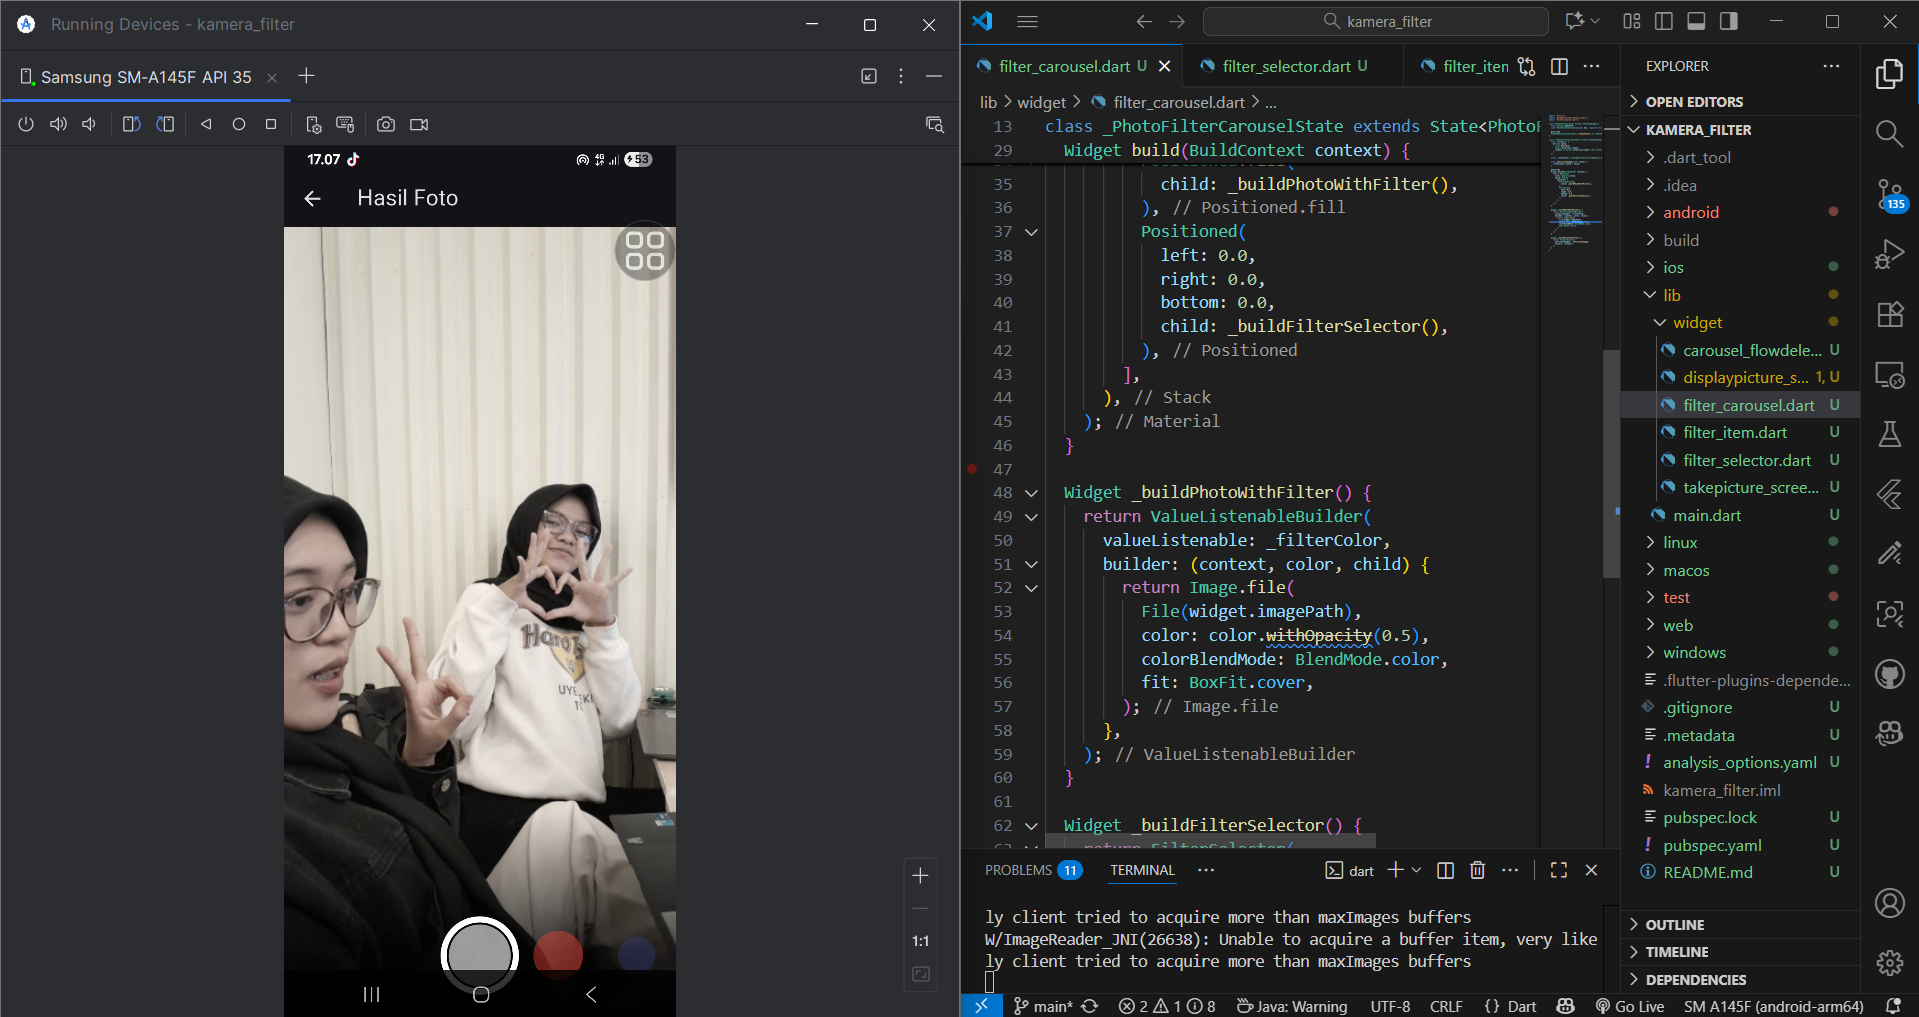 Running Devices - kamera_filter
Samsung SM-A145F API 35
17.07
4G
53
Hasil Foto
UYE
1:1
kamera_filter
filter_carousel.dart U
filter_selector.dart U
filter_iten
lib > widget > filter_carousel.dart > ...
13 class _PhotoFilterCarouselState extends State<PhotoF
29 Widget build(BuildContext context) {
35 child: _buildPhotoWithFilter(),
36 ), // Positioned.fill
37 Positioned(
38 left: 0.0,
39 right: 0.0,
40 bottom: 0.0,
41 child: _buildFilterSelector(),
42 ), // Positioned
43 ],
44 ), // Stack
45 ); // Material
46 }
47
48 Widget _buildPhotoWithFilter() {
49 return ValueListenableBuilder(
50 valueListenable: _filterColor,
51 builder: (context, color, child) {
52 return Image.file(
53 File(widget.imagePath),
54 color: color.withOpacity(0.5),
55 colorBlendMode: BlendMode.color,
56 fit: BoxFit.cover,
57 ); // Image.file
58 },
59 ); // ValueListenableBuilder
60 }
61
62 Widget _buildFilterSelector() {
63 return FilterSelector(
PROBLEMS 11
TERMINAL
dart
ly client tried to acquire more than maxImages buffers
W/ImageReader_JNI(26638): Unable to acquire a buffer item, very like
ly client tried to acquire more than maxImages buffers
EXPLORER
OPEN EDITORS
KAMERA_FILTER
.dart_tool
.idea
android
build
ios
lib
widget
carousel_flowdele... U
displaypicture_s... 1, U
filter_carousel.dart U
filter_item.dart U
filter_selector.dart U
takepicture_scree... U
main.dart U
linux
macos
test
web
windows
.flutter-plugins-depende...
.gitignore U
.metadata U
analysis_options.yaml U
kamera_filter.iml
pubspec.lock U
pubspec.yaml U
README.md U
OUTLINE
TIMELINE
DEPENDENCIES
135
main* 2 1 8 Java: Warning UTF-8 CRLF {} Dart Go Live SM A145F (android-arm64)